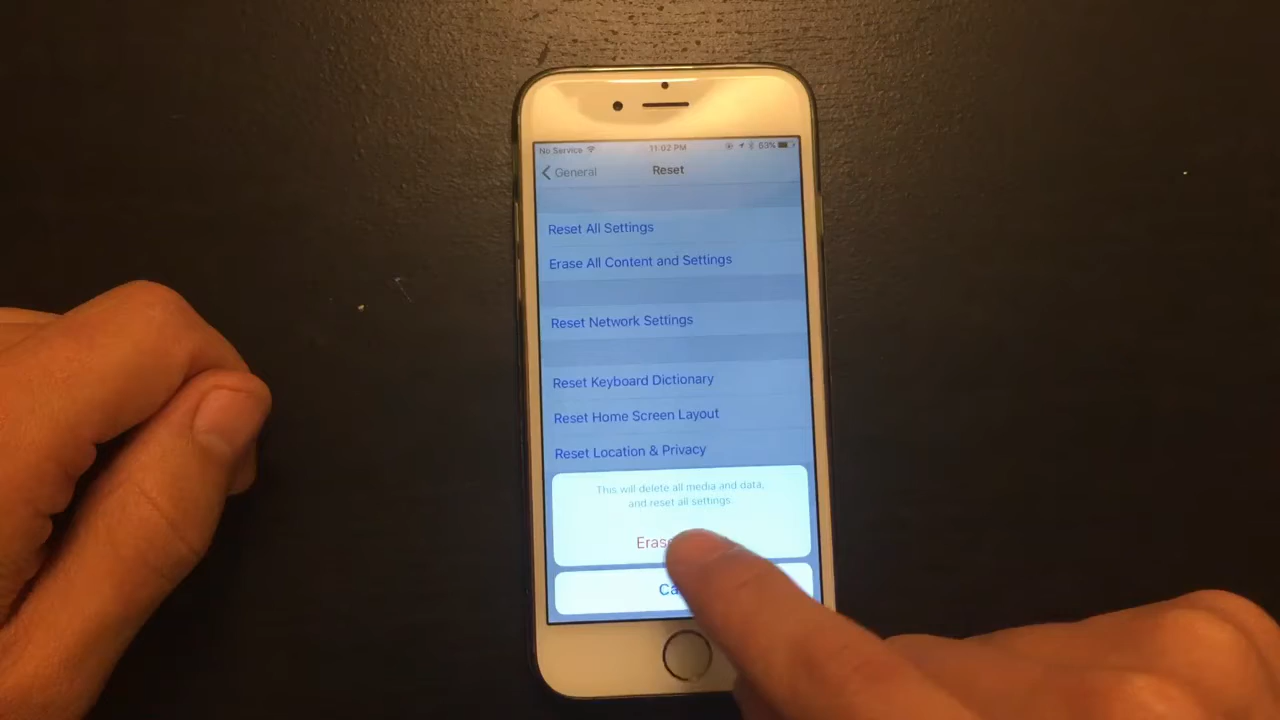 No Service 11:02 PM 53%
General Reset
Reset All Settings
Erase All Content and Settings
Reset Network Settings
Reset Keyboard Dictionary
Reset Home Screen Layout
Reset Location & Privacy
This will delete all media and data,
and reset all settings.